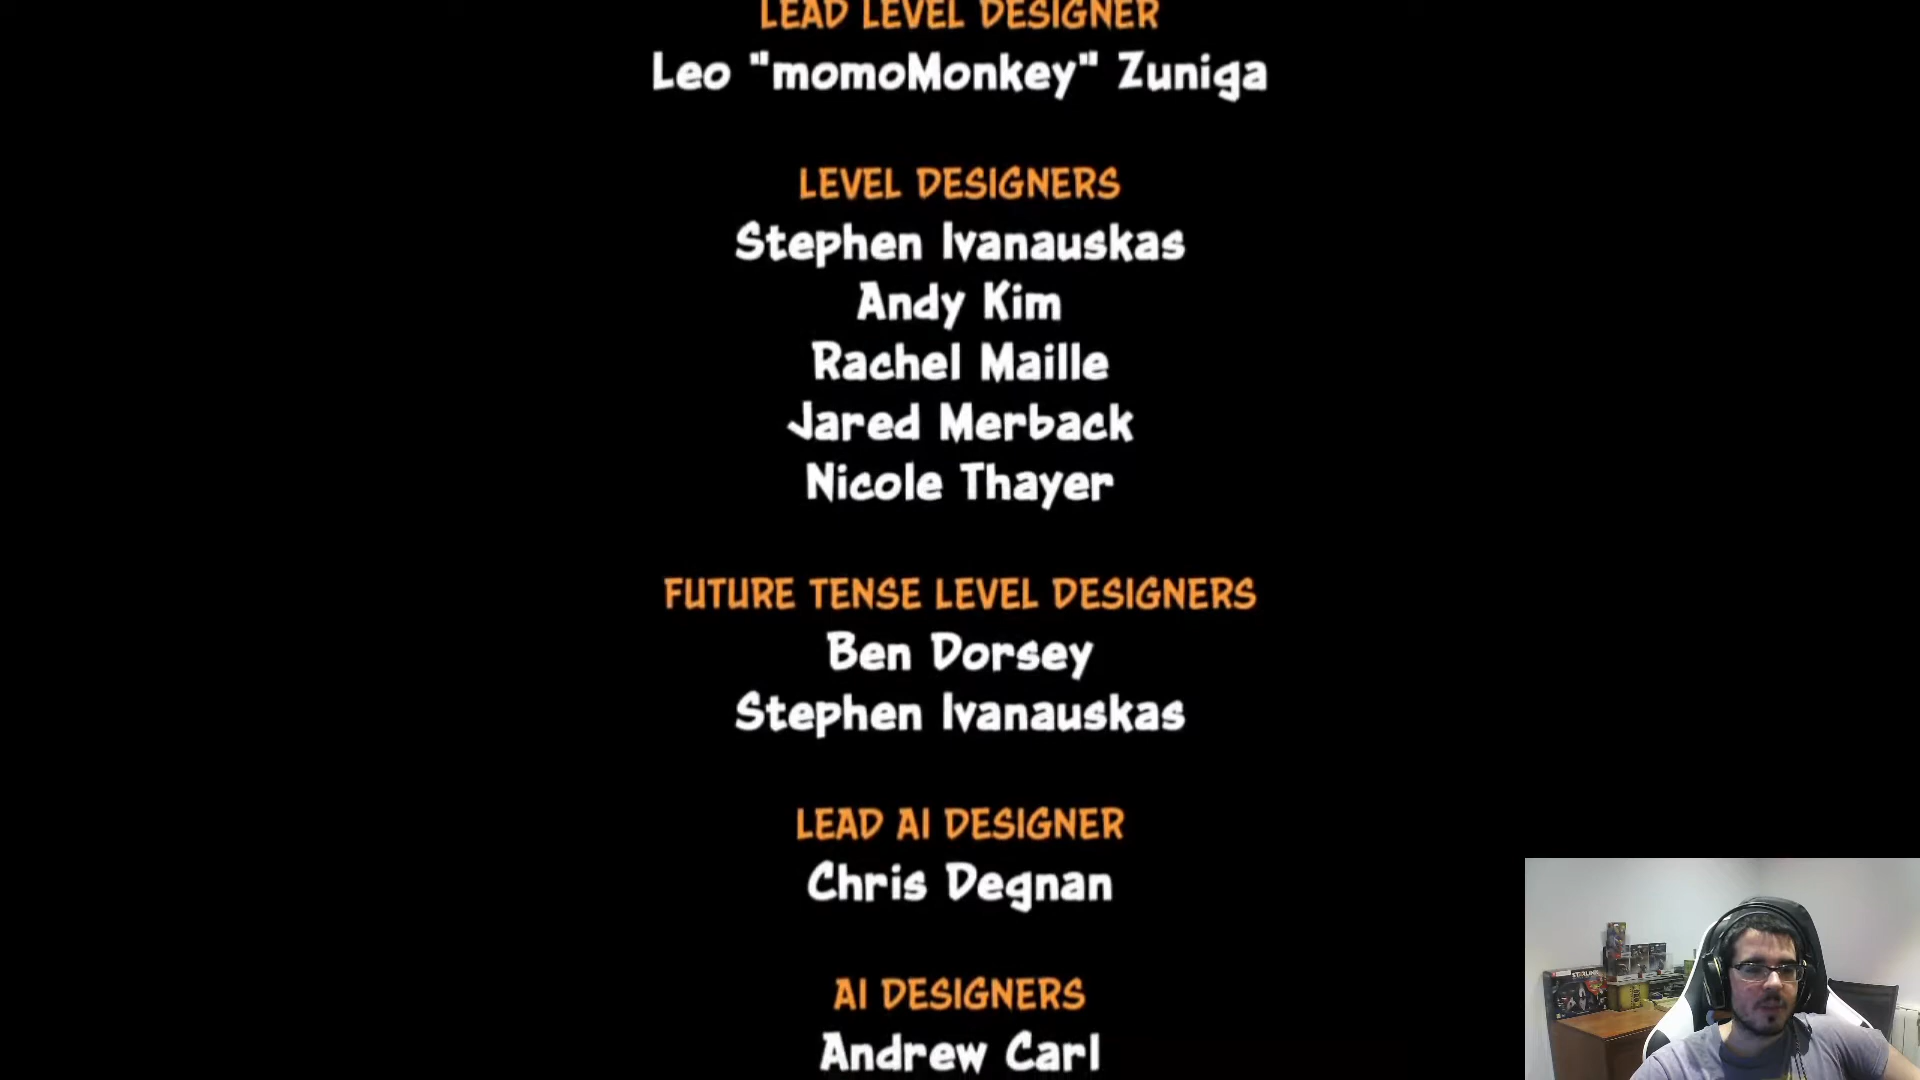 LEAD LEVEL DESIGNER
Leo "momoMonkey" Zuniga
LEVEL DESIGNERS
Stephen Ivanauskas
Andy Kim
Rachel Maille
Jared Merback
Nicole Thayer
FUTURE TENSE LEVEL DESIGNERS
Ben Dorsey
Stephen Ivanauskas
LEAD AI DESIGNER
Chris Degnan
AI DESIGNERS
Andrew Carl
STARLINK